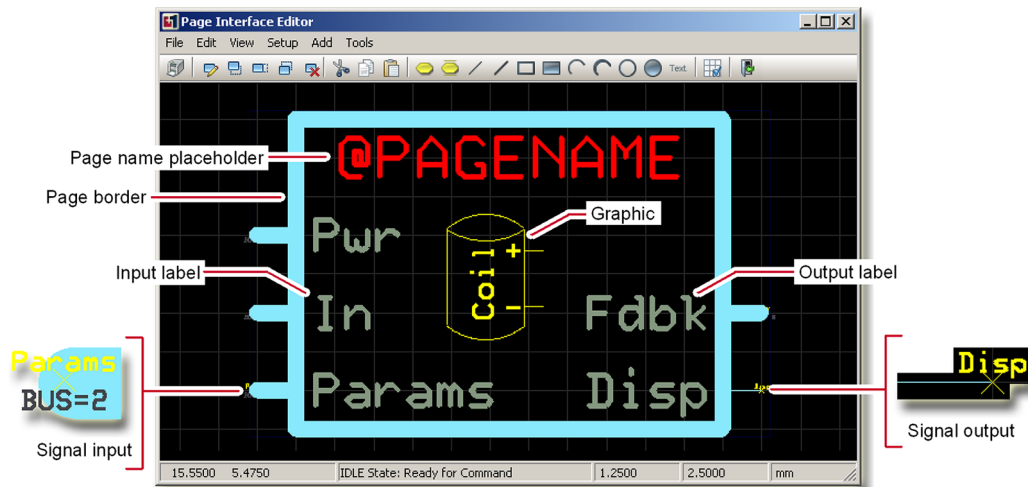 Page Interface Editor
File Edit View Setup Add Tools
Text
Page name placeholder
@PAGENAME
Page border
Pwr
Graphic
Coil
+
−
Input label
In
Output label
Fdbk
Params
BUS=2
Signal input
Params
Disp
Disp
Signal output
15.5500 5.4750 IDLE State: Ready for Command 1.2500 2.5000 mm